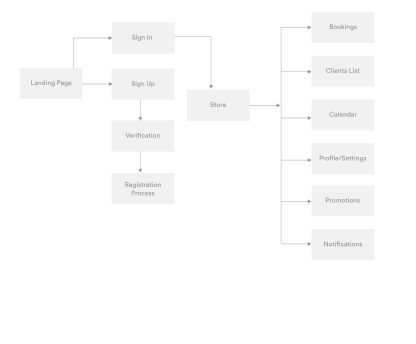 Sign In
Landing Page
Sign Up
Verification
Registration
Process
Store
Bookings
Clients List
Calendar
Profile/Settings
Promotions
Notifications